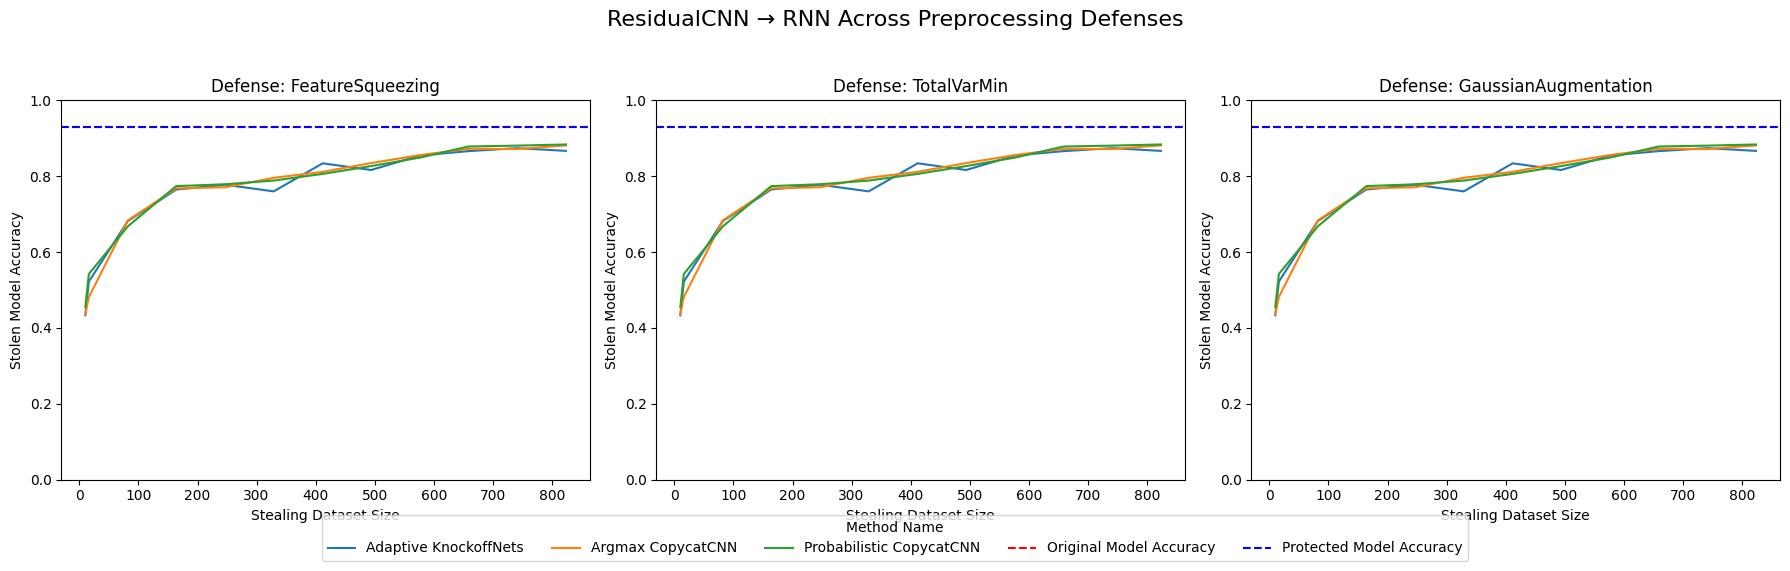 ResidualCNN → RNN Across Preprocessing Defenses
Defense: FeatureSqueezing
Stolen Model Accuracy
1.0
0.8
0.6
0.4
0.2
0.0
0 100 200 300 400 500 600 700 800
Stealing Dataset Size
Defense: TotalVarMin
Stolen Model Accuracy
1.0
0.8
0.6
0.4
0.2
0.0
0 100 200 300 400 500 600 700 800
Stealing Dataset Size
Defense: GaussianAugmentation
Stolen Model Accuracy
1.0
0.8
0.6
0.4
0.2
0.0
0 100 200 300 400 500 600 700 800
Stealing Dataset Size
Method Name
Adaptive KnockoffNets Argmax CopycatCNN Probabilistic CopycatCNN Original Model Accuracy Protected Model Accuracy